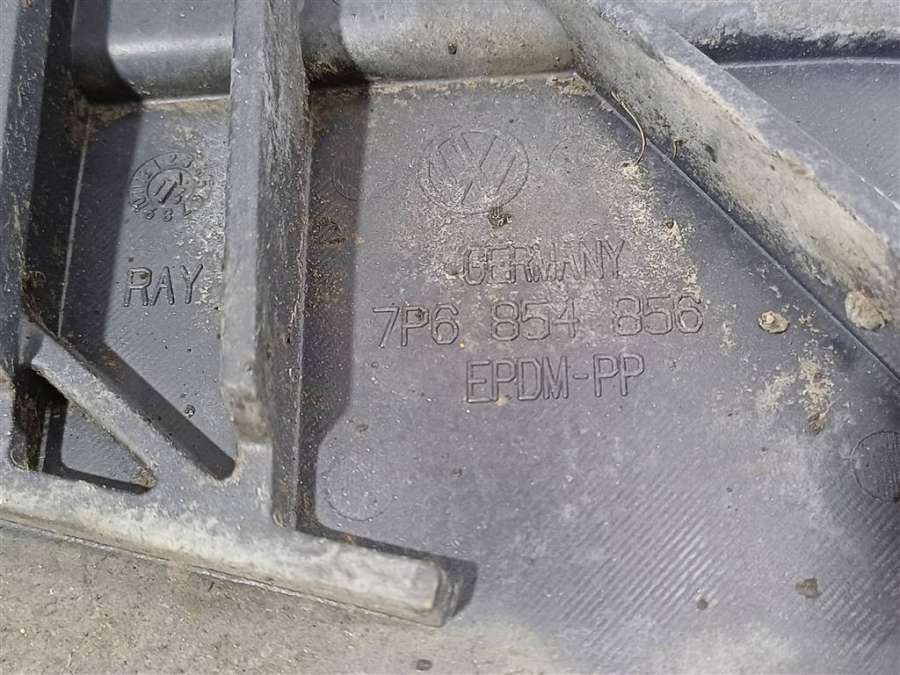 RAY
GERMANY
7P6 854 856
EPDM-PP